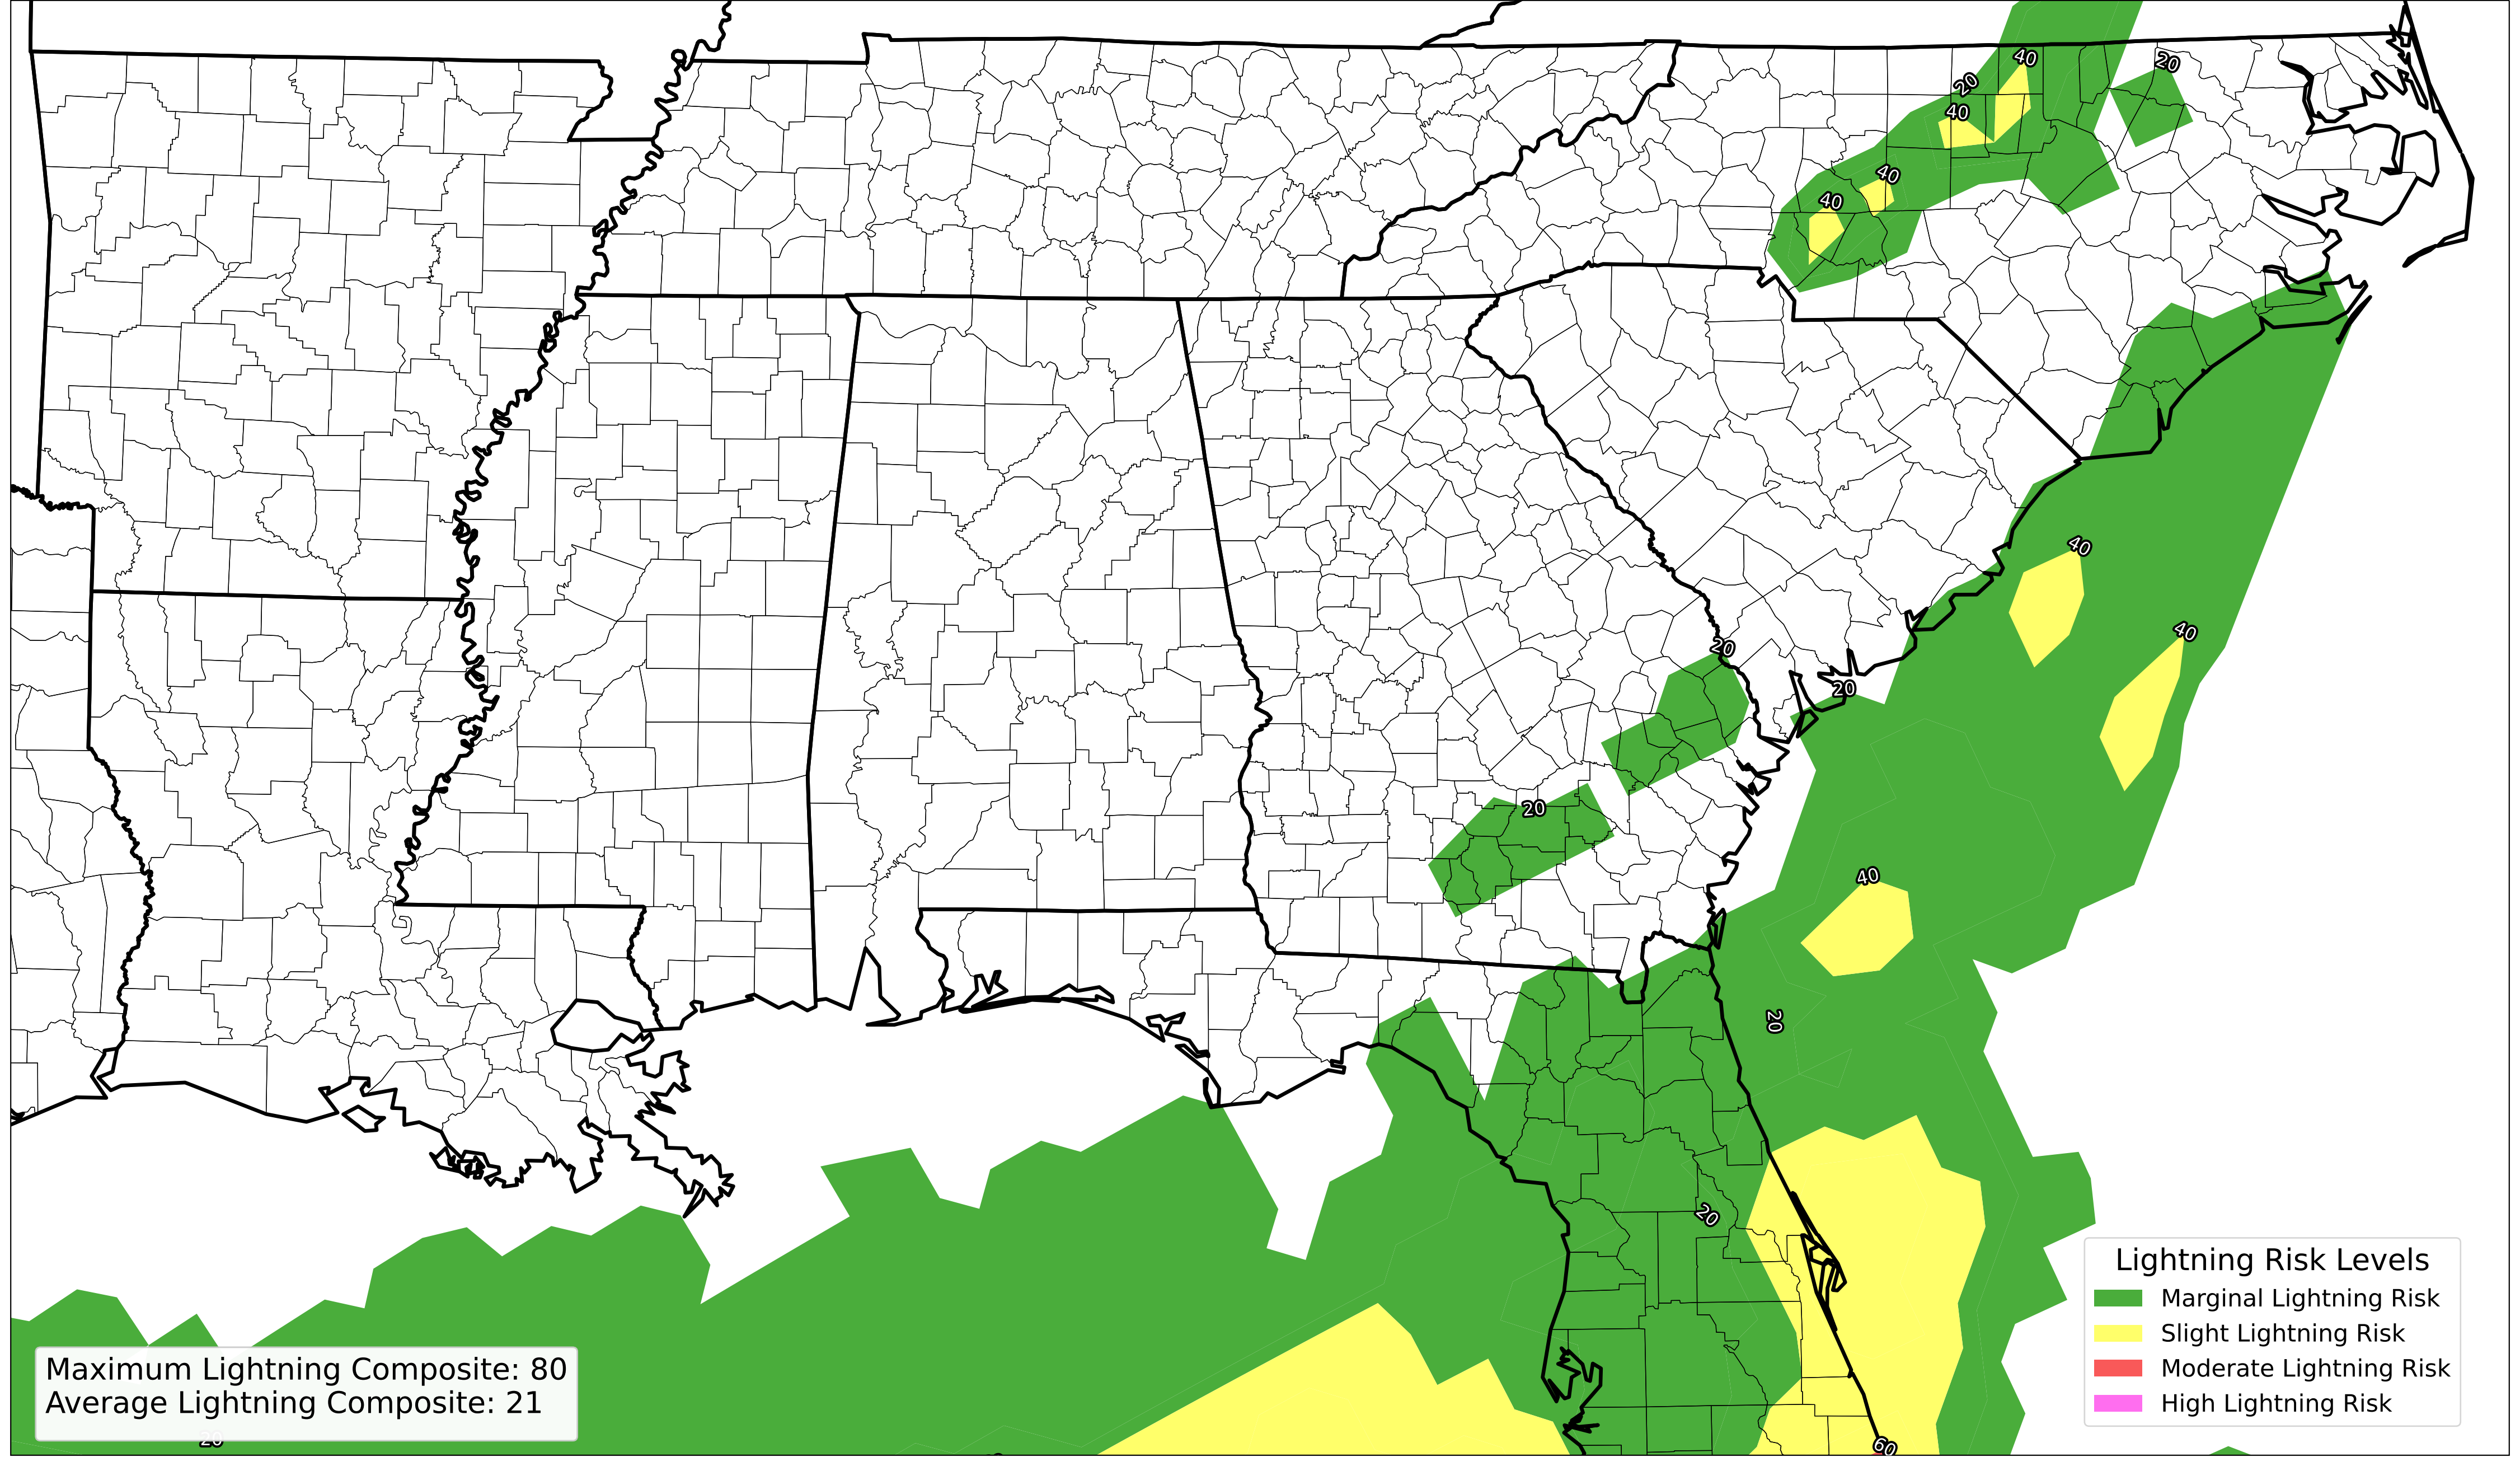 40
20
20
40
40
40
40
40
20
20
20
40
20
20
Lightning Risk Levels
Marginal Lightning Risk
Slight Lightning Risk
Moderate Lightning Risk
High Lightning Risk
Maximum Lightning Composite: 80
Average Lightning Composite: 21
20
60